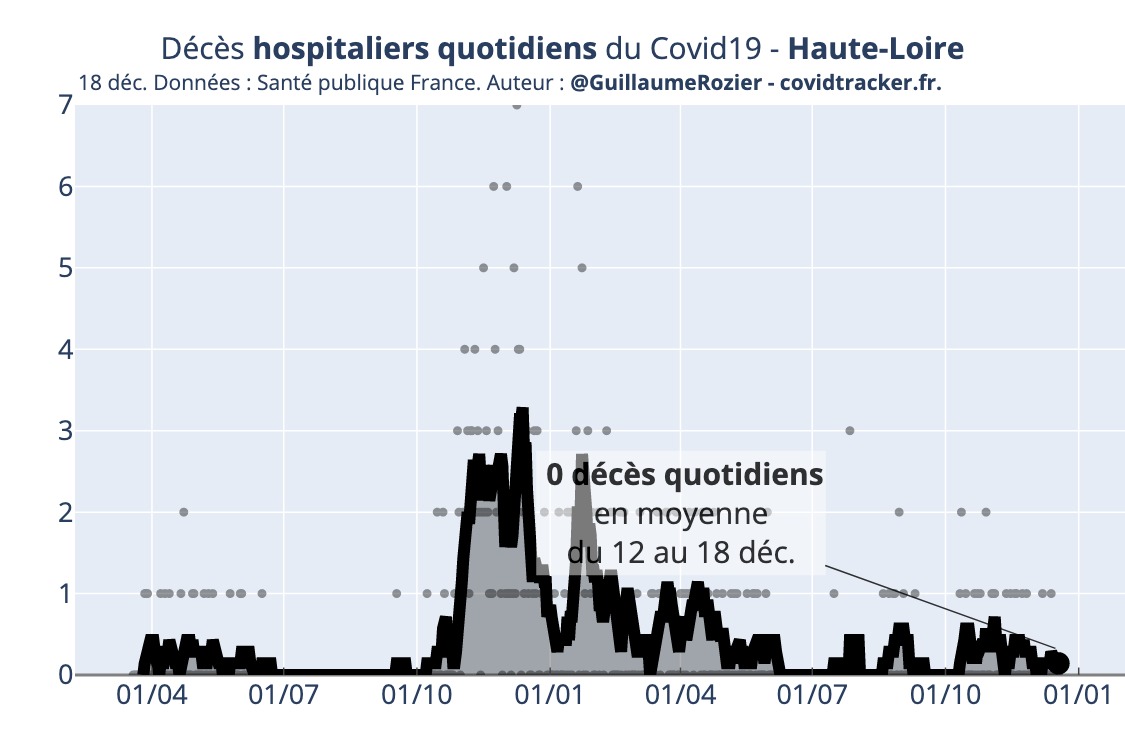 Décès hospitaliers quotidiens du Covid19 - Haute-Loire
18 déc. Données : Santé publique France. Auteur : @GuillaumeRozier - covidtracker.fr.
7
6
5
4
3
2
1
0
0 décès quotidiens
en moyenne
du 12 au 18 déc.
01/04 01/07 01/10 01/01 01/04 01/07 01/10 01/01